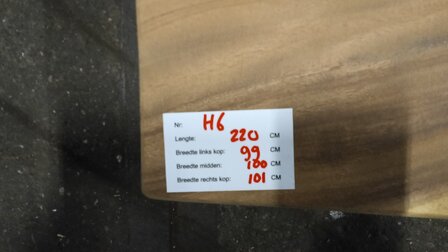 Nr: H6
Lengte: 220 CM
Breedte links kop: 99 CM
Breedte midden: 100 CM
Breedte rechts kop: 101 CM